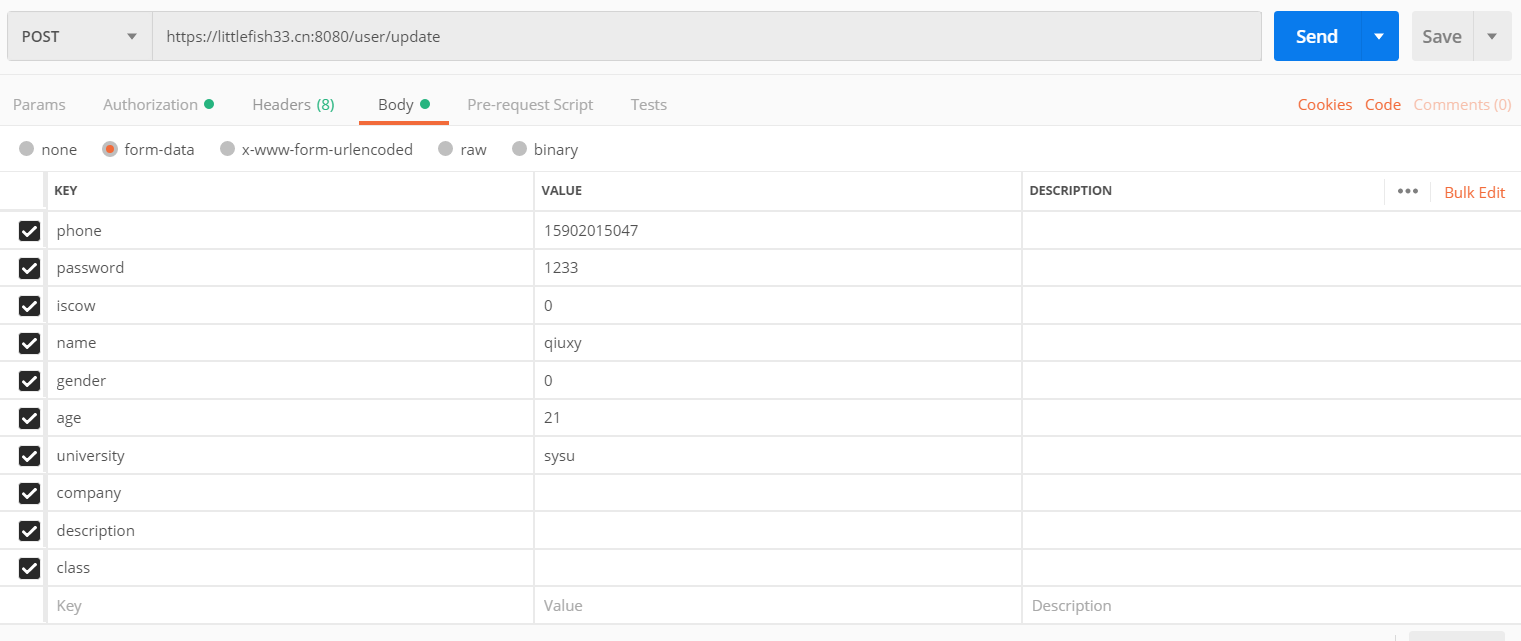 POST https://littlefish33.cn:8080/user/update Send Save
Params Authorization Headers (8) Body Pre-request Script Tests Cookies Code Comments (0)
none form-data x-www-form-urlencoded raw binary
KEY VALUE DESCRIPTION ••• Bulk Edit
phone 15902015047
password 1233
iscow 0
name qiuxy
gender 0
age 21
university sysu
company
description
class
Key Value Description